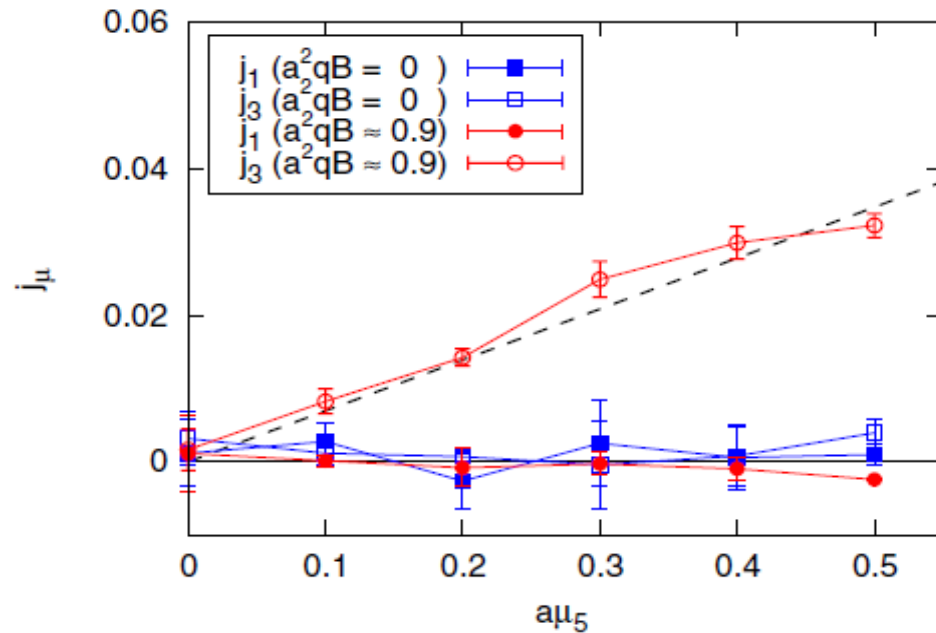 0.06
j₁ (a²qB = 0 )
j₃ (a²qB = 0 )
j₁ (a²qB ≈ 0.9)
j₃ (a²qB ≈ 0.9)
0.04
0.02
0
jμ
0 0.1 0.2 0.3 0.4 0.5
aμ₅